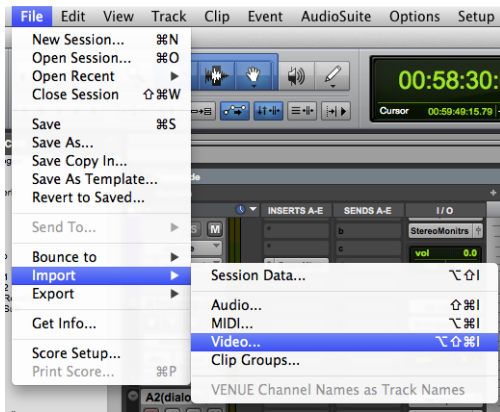 File Edit View Track Clip Event AudioSuite Options Setup
New Session... ⌘N
Open Session... ⌘O
Open Recent ▶
Close Session ⇧⌘W
Save ⌘S
Save As...
Save Copy In...
Save As Template...
Revert to Saved...
Send To... ▶
Bounce to ▶
Import ▶
Export ▶
Get Info...
Score Setup...
Print Score... ⌘P
Session Data... ⌥⇧I
Audio... ⇧⌘I
MIDI... ⌥⌘I
Video... ⌥⇧⌘I
Clip Groups...
VENUE Channel Names as Track Names
00:58:30:
Cursor 00:59:49:15.79
INSERTS A-E SENDS A-E I / O
S M
b
c
StereoMonitrs
vol 0.0
A2(dialo